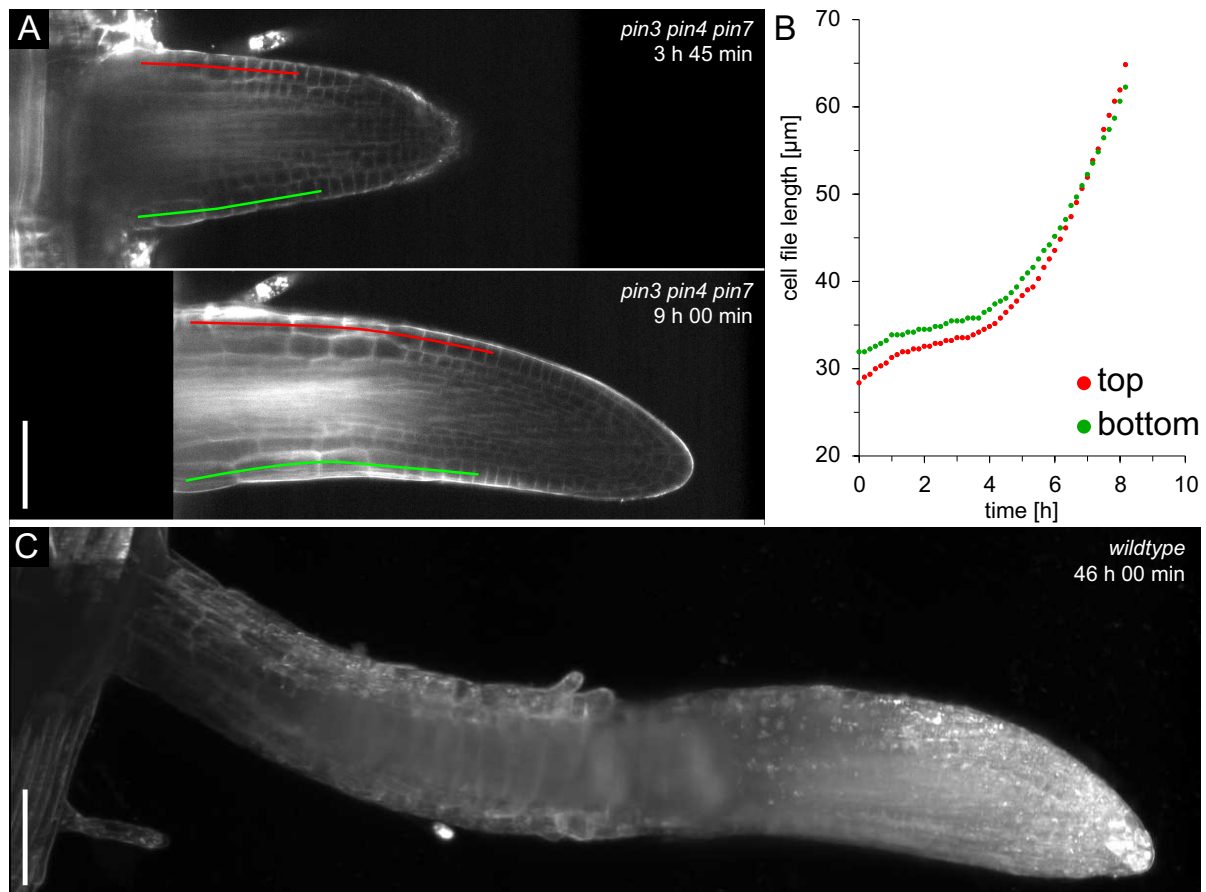 A
pin3 pin4 pin7
3 h 45 min
pin3 pin4 pin7
9 h 00 min
B
70
60
50
40
30
20
cell file length [µm]
0
2
4
6
8
10
time [h]
top
bottom
C
wildtype
46 h 00 min